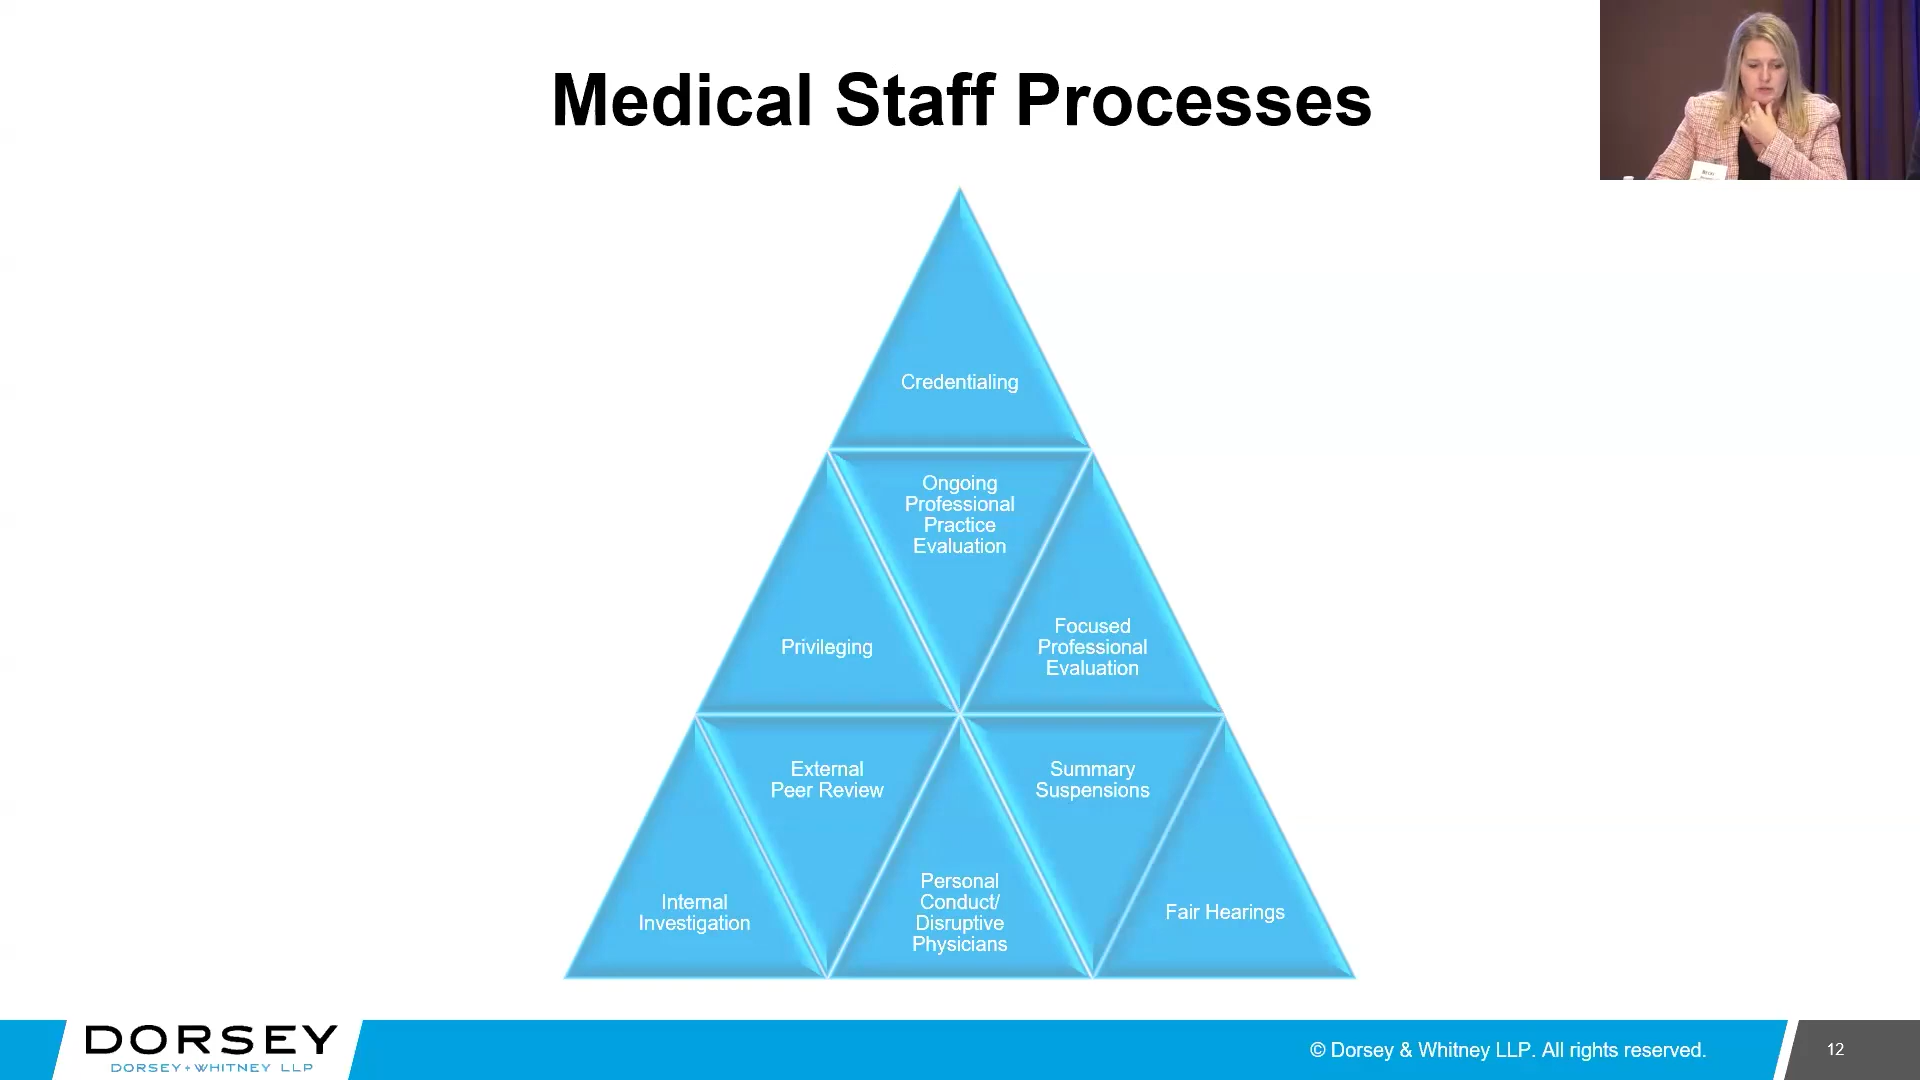 Medical Staff Processes
Credentialing
Ongoing
Professional
Practice
Evaluation
Privileging
Focused
Professional
Evaluation
External
Peer Review
Summary
Suspensions
Internal
Investigation
Personal
Conduct/
Disruptive
Physicians
Fair Hearings
DORSEY
DORSEY+WHITNEY LLP
© Dorsey & Whitney LLP. All rights reserved.
12